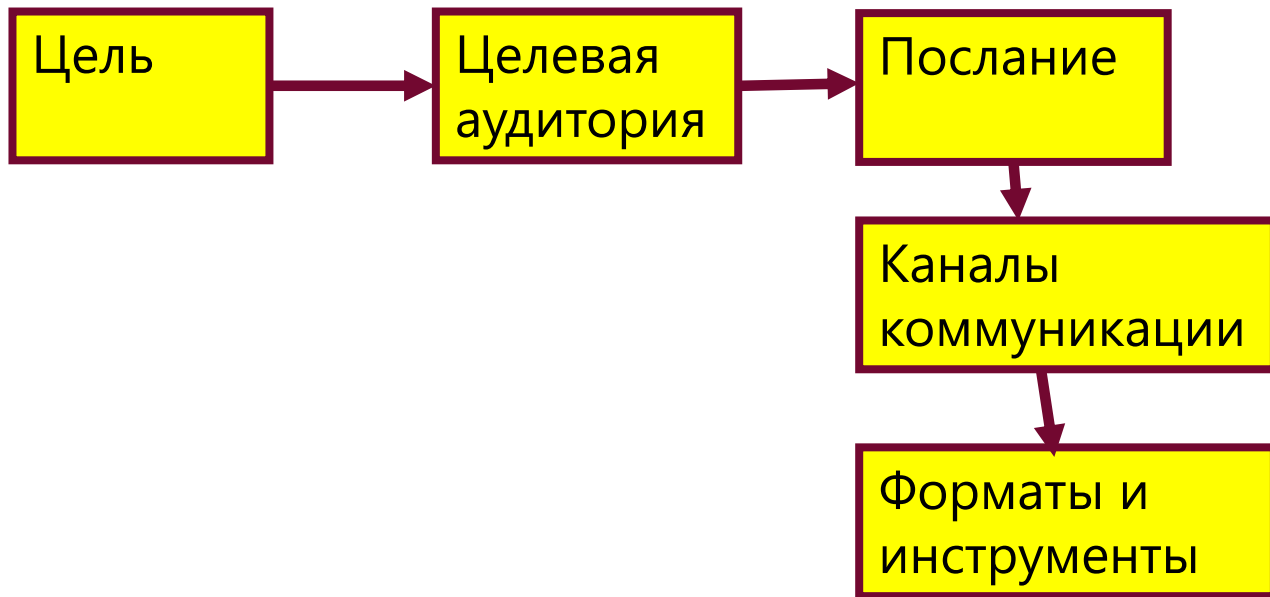 Цель
Целевая
аудитория
Послание
Каналы
коммуникации
Форматы и
инструменты